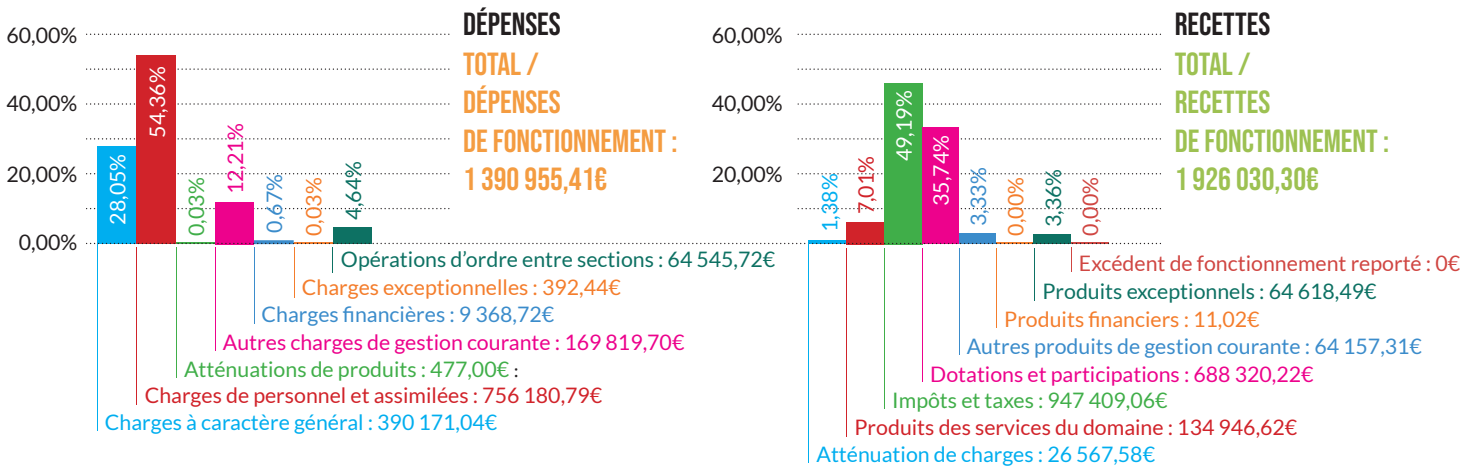 DÉPENSES
TOTAL /
DÉPENSES
DE FONCTIONNEMENT :
1 390 955,41€
60,00%
40,00%
20,00%
0,00%
28,05%
54,36%
0,03%
12,21%
0,67%
0,03%
4,64%
Opérations d'ordre entre sections : 64 545,72€
Charges exceptionnelles : 392,44€
Charges financières : 9 368,72€
Autres charges de gestion courante : 169 819,70€
Atténuations de produits : 477,00€ :
Charges de personnel et assimilées : 756 180,79€
Charges à caractère général : 390 171,04€
RECETTES
TOTAL /
RECETTES
DE FONCTIONNEMENT :
1 926 030,30€
60,00%
40,00%
20,00%
0,00%
1,38%
7,01%
49,19%
35,74%
3,33%
0,00%
3,36%
0,00%
Excédent de fonctionnement reporté : 0€
Produits exceptionnels : 64 618,49€
Produits financiers : 11,02€
Autres produits de gestion courante : 64 157,31€
Dotations et participations : 688 320,22€
Impôts et taxes : 947 409,06€
Produits des services du domaine : 134 946,62€
Atténuation de charges : 26 567,58€